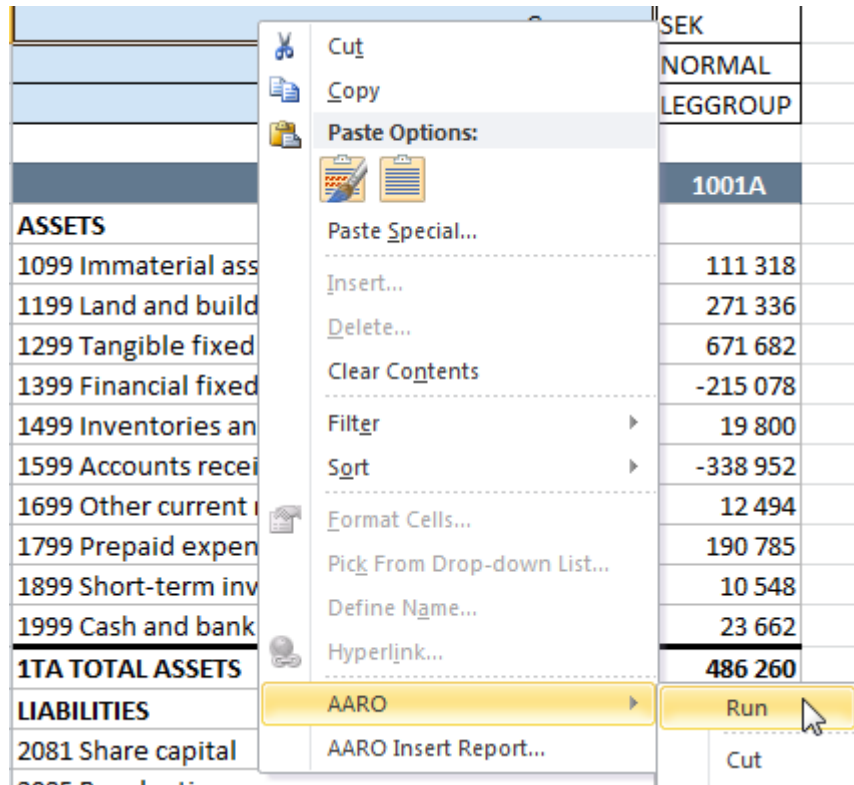 SEK
Cut
NORMAL
Copy
LEGGROUP
Paste Options:
1001A
ASSETS
Paste Special...
1099 Immaterial ass 111 318
Insert...
1199 Land and build 271 336
Delete...
1299 Tangible fixed 671 682
Clear Contents
1399 Financial fixed -215 078
Filter
1499 Inventories an 19 800
Sort
1599 Accounts recei -338 952
Format Cells...
1699 Other current 12 494
Pick From Drop-down List...
1799 Prepaid expen 190 785
Define Name...
1899 Short-term inv 10 548
Hyperlink...
1999 Cash and bank 23 662
1TA TOTAL ASSETS 486 260
AARO
Run
LIABILITIES
AARO Insert Report...
2081 Share capital
Cut